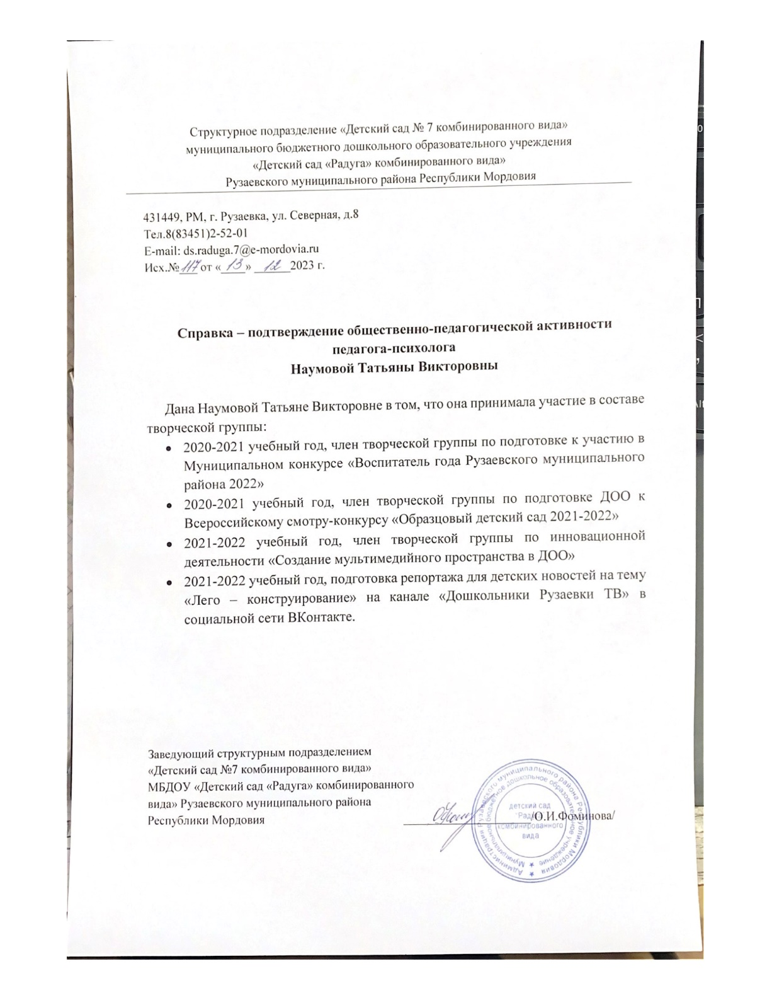 Структурное подразделение «Детский сад № 7 комбинированного вида»
муниципального бюджетного дошкольного образовательного учреждения
«Детский сад «Радуга» комбинированного вида»
Рузаевского муниципального района Республики Мордовия
431449, РМ, г. Рузаевка, ул. Северная, д.8
Тел.8(83451)2-52-01
E-mail: ds.raduga.7@e-mordovia.ru
Исх.№ 117 от « 13 » 12 2023 г.
Справка – подтверждение общественно-педагогической активности
педагога-психолога
Наумовой Татьяны Викторовны
Дана Наумовой Татьяне Викторовне в том, что она принимала участие в составе
творческой группы:
• 2020-2021 учебный год, член творческой группы по подготовке к участию в
Муниципальном конкурсе «Воспитатель года Рузаевского муниципального
района 2022»
• 2020-2021 учебный год, член творческой группы по подготовке ДОО к
Всероссийскому смотру-конкурсу «Образцовый детский сад 2021-2022»
• 2021-2022 учебный год, член творческой группы по инновационной
деятельности «Создание мультимедийного пространства в ДОО»
• 2021-2022 учебный год, подготовка репортажа для детских новостей на тему
«Лего – конструирование» на канале «Дошкольники Рузаевки ТВ» в
социальной сети ВКонтакте.
Заведующий структурным подразделением
«Детский сад №7 комбинированного вида»
МБДОУ «Детский сад «Радуга» комбинированного
вида» Рузаевского муниципального района
Республики Мордовия
/О.И.Фоминова/
Администрация Рузаевского муниципального района Республики Мордовия
Муниципальное бюджетное дошкольное образовательное учреждение
детский сад
комбинированного
вида